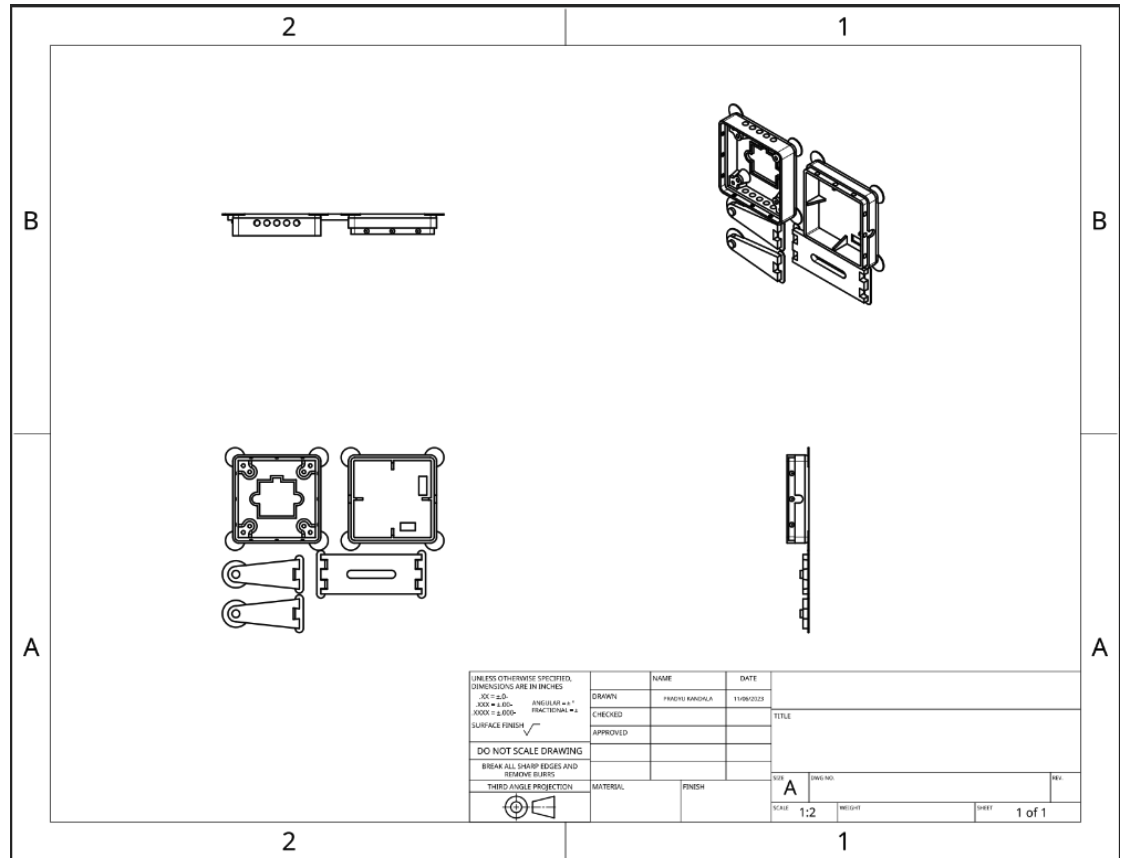 2
1
B
B
A
A
UNLESS OTHERWISE SPECIFIED,
DIMENSIONS ARE IN INCHES
.XX = ±.0-
.XXX = ±.00-
.XXXX = ±.000-
ANGULAR = ± °
FRACTIONAL = ±
SURFACE FINISH
DO NOT SCALE DRAWING
BREAK ALL SHARP EDGES AND
REMOVE BURRS
THIRD ANGLE PROJECTION
NAME
DATE
DRAWN
PRAGYU KANDALA
11/06/2023
CHECKED
APPROVED
MATERIAL
FINISH
TITLE
SIZE
A
DWG NO.
REV.
SCALE
1:2
WEIGHT
SHEET
1 of 1
2
1